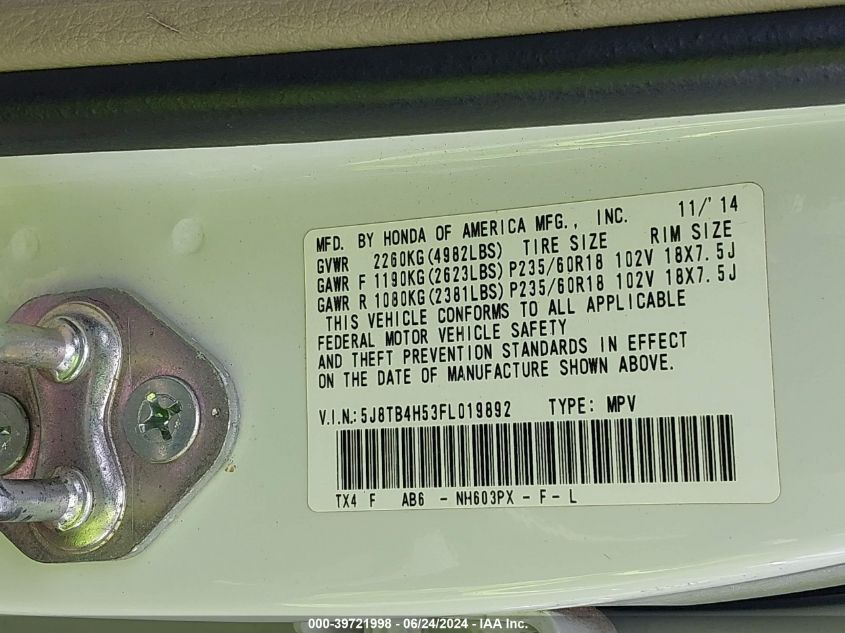 MFD. BY HONDA OF AMERICA MFG., INC. 11/'14
GVWR 2260KG(4982LBS) TIRE SIZE RIM SIZE
GAWR F 1190KG(2623LBS) P235/60R18 102V 18X7.5J
GAWR R 1080KG(2381LBS) P235/60R18 102V 18X7.5J
THIS VEHICLE CONFORMS TO ALL APPLICABLE
FEDERAL MOTOR VEHICLE SAFETY
AND THEFT PREVENTION STANDARDS IN EFFECT
ON THE DATE OF MANUFACTURE SHOWN ABOVE.
V.I.N.: 5J8TB4H53FL019892 TYPE: MPV
TX4 F AB6 - NH603PX - F - L
000-39721998 - 06/24/2024 - IAA Inc.